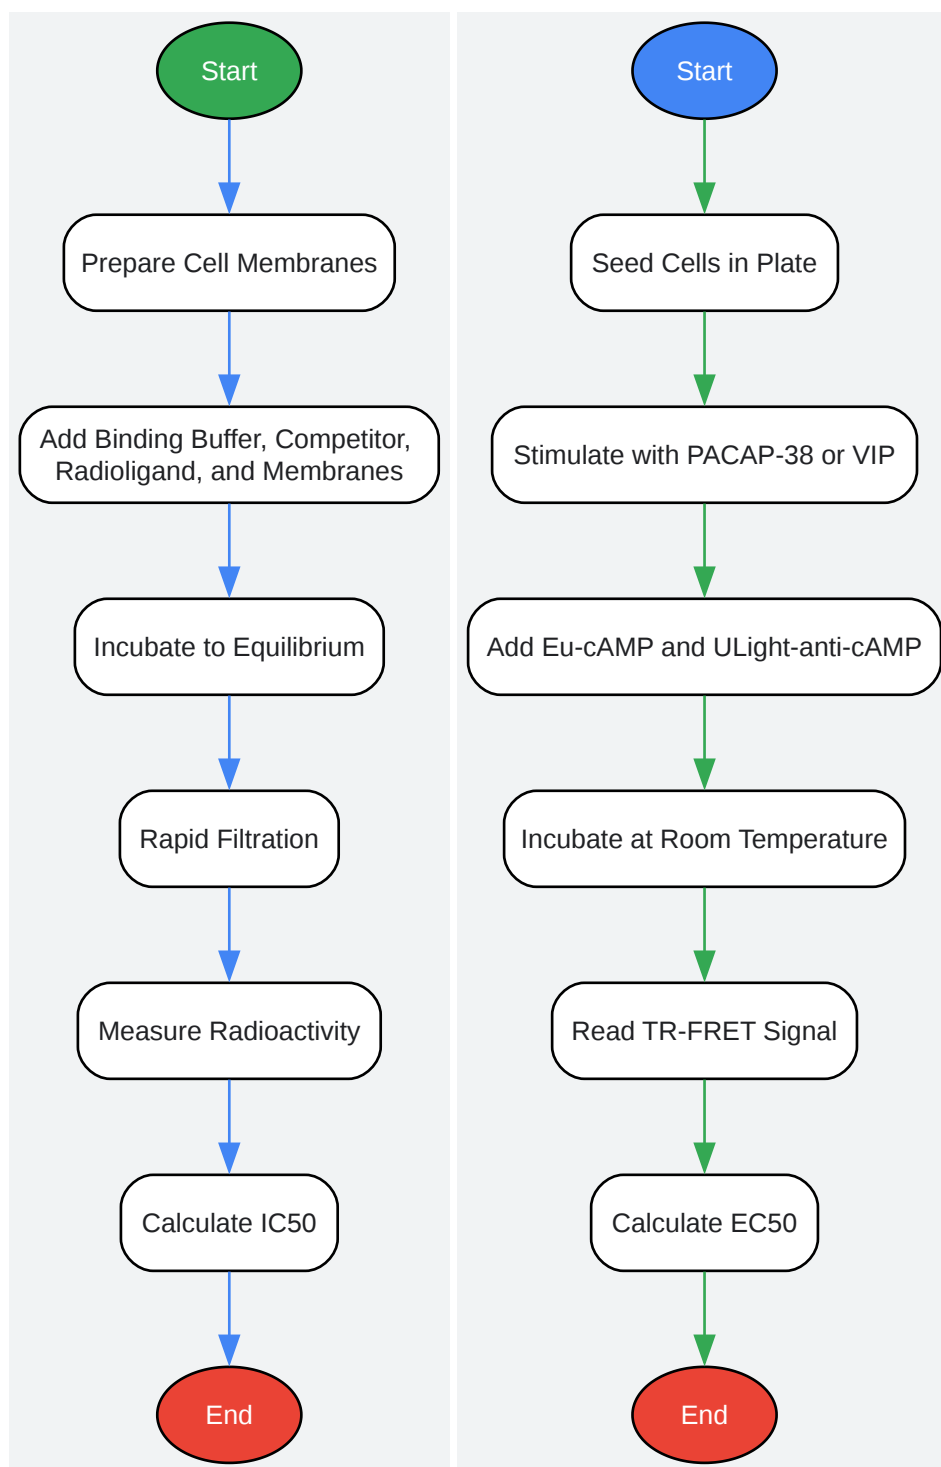 Start
Prepare Cell Membranes
Add Binding Buffer, Competitor,
Radioligand, and Membranes
Incubate to Equilibrium
Rapid Filtration
Measure Radioactivity
Calculate IC50
End
Start
Seed Cells in Plate
Stimulate with PACAP-38 or VIP
Add Eu-cAMP and ULight-anti-cAMP
Incubate at Room Temperature
Read TR-FRET Signal
Calculate EC50
End